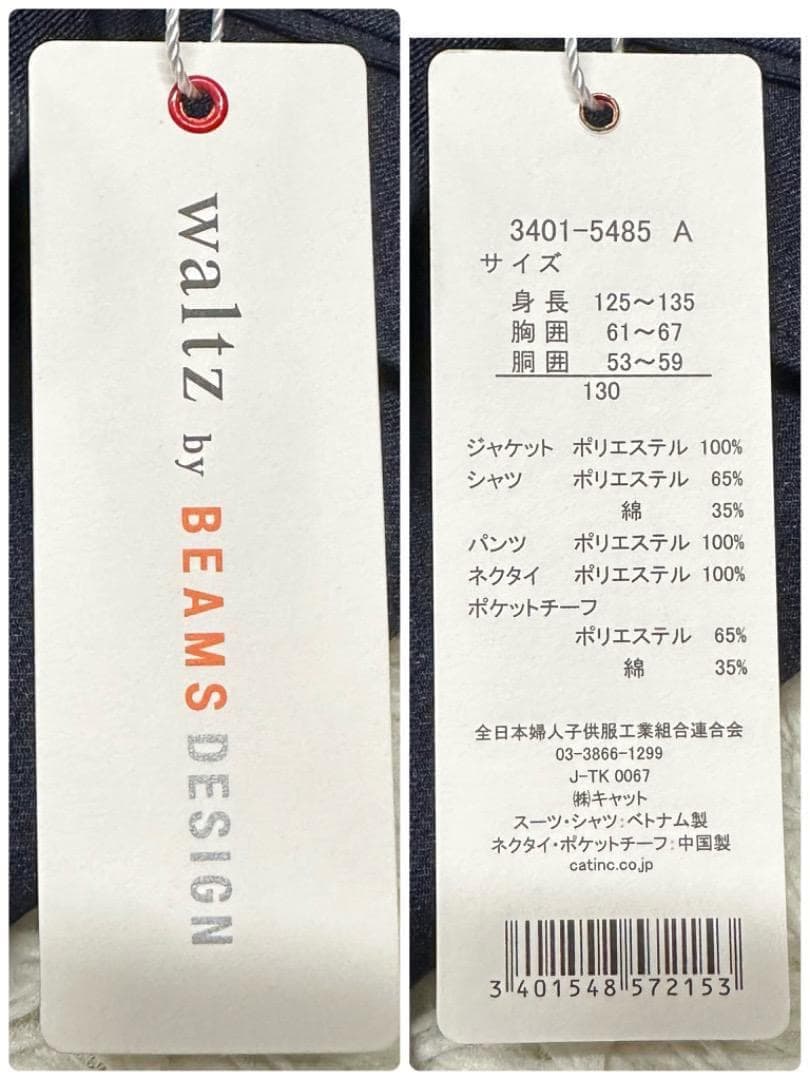 waltz by BEAMS DESIGN
3401-5485 A
サイズ
身長 125～135
胸囲 61～67
胴囲 53～59
130
ジャケット ポリエステル 100%
シャツ ポリエステル 65%
綿 35%
パンツ ポリエステル 100%
ネクタイ ポリエステル 100%
ポケットチーフ
ポリエステル 65%
綿 35%
全日本婦人子供服工業組合連合会
03-3866-1299
J-TK 0067
㈱キャット
スーツ・シャツ：ベトナム製
ネクタイ・ポケットチーフ：中国製
catinc.co.jp
3 401548 572153